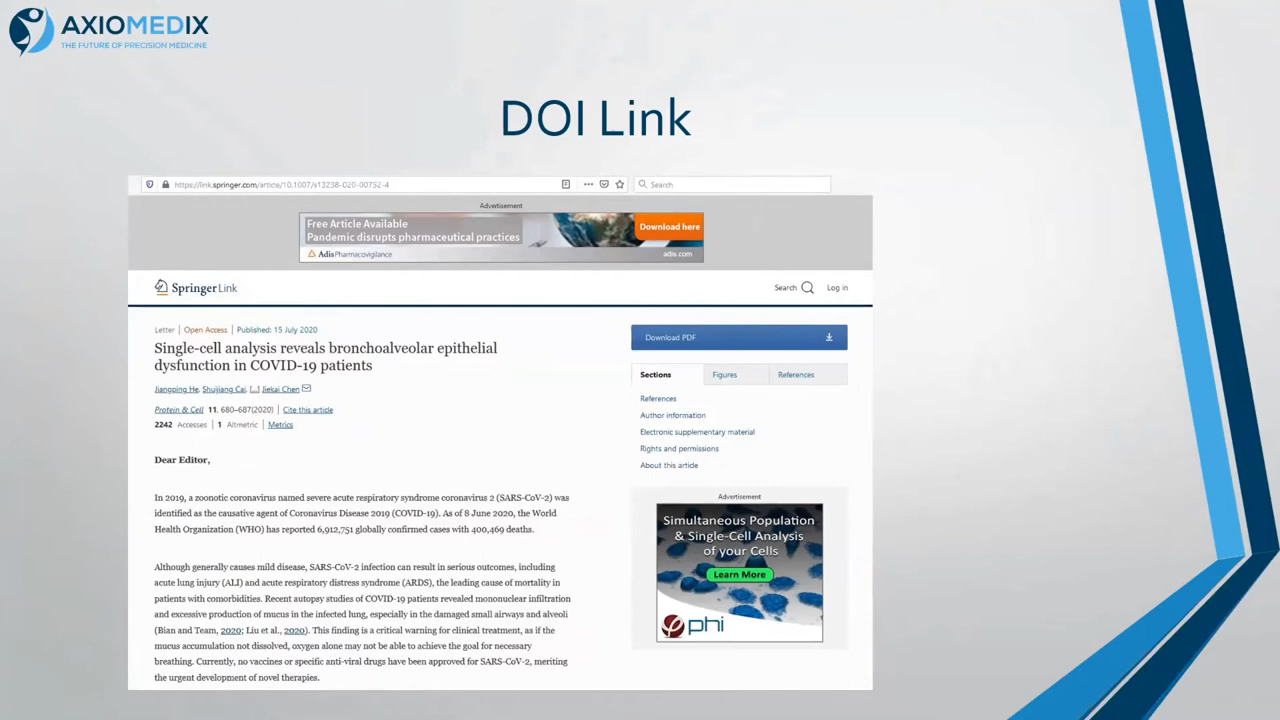 AXIOMEDIX
THE FUTURE OF PRECISION MEDICINE
DOI Link
https://link.springer.com/article/10.1007/s13238-020-00752-4
Search
Advertisement
Free Article Available
Pandemic disrupts pharmaceutical practices
Download here
AdisPharmacovigilance
adis.com
Springer Link
Search
Log in
Letter | Open Access | Published: 15 July 2020
Single-cell analysis reveals bronchoalveolar epithelial
dysfunction in COVID-19 patients
Jiangping He, Shuijiang Cai, [...] Jiekai Chen
Protein & Cell 11, 680–687(2020) | Cite this article
2242 Accesses | 1 Altmetric | Metrics
Dear Editor,
In 2019, a zoonotic coronavirus named severe acute respiratory syndrome coronavirus 2 (SARS-CoV-2) was
identified as the causative agent of Coronavirus Disease 2019 (COVID-19). As of 8 June 2020, the World
Health Organization (WHO) has reported 6,912,751 globally confirmed cases with 400,469 deaths.
Although generally causes mild disease, SARS-CoV-2 infection can result in serious outcomes, including
acute lung injury (ALI) and acute respiratory distress syndrome (ARDS), the leading cause of mortality in
patients with comorbidities. Recent autopsy studies of COVID-19 patients revealed mononuclear infiltration
and excessive production of mucus in the infected lung, especially in the damaged small airways and alveoli
(Bian and Team, 2020; Liu et al., 2020). This finding is a critical warning for clinical treatment, as if the
mucus accumulation not dissolved, oxygen alone may not be able to achieve the goal for necessary
breathing. Currently, no vaccines or specific anti-viral drugs have been approved for SARS-CoV-2, meriting
the urgent development of novel therapies.
Download PDF
Sections
Figures
References
References
Author information
Electronic supplementary material
Rights and permissions
About this article
Advertisement
Simultaneous Population
& Single-Cell Analysis
of your Cells
Learn More
phi